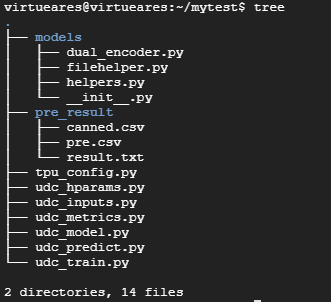 virtueares@virtueares:~/mytest$ tree
.
├── models
│   ├── dual_encoder.py
│   ├── filehelper.py
│   ├── helpers.py
│   └── __init__.py
├── pre_result
│   ├── canned.csv
│   ├── pre.csv
│   └── result.txt
├── tpu_config.py
├── udc_hparams.py
├── udc_inputs.py
├── udc_metrics.py
├── udc_model.py
├── udc_predict.py
└── udc_train.py
2 directories, 14 files